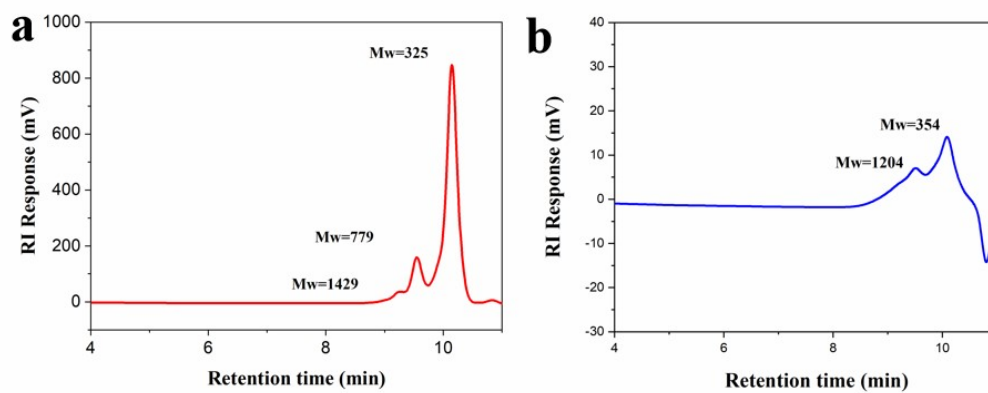 a
RI Response (mV)
1000
800
600
400
200
0
Mw=325
Mw=779
Mw=1429
4
6
8
10
Retention time (min)
b
RI Response (mV)
40
30
20
10
0
-10
-20
-30
Mw=354
Mw=1204
4
6
8
10
Retention time (min)